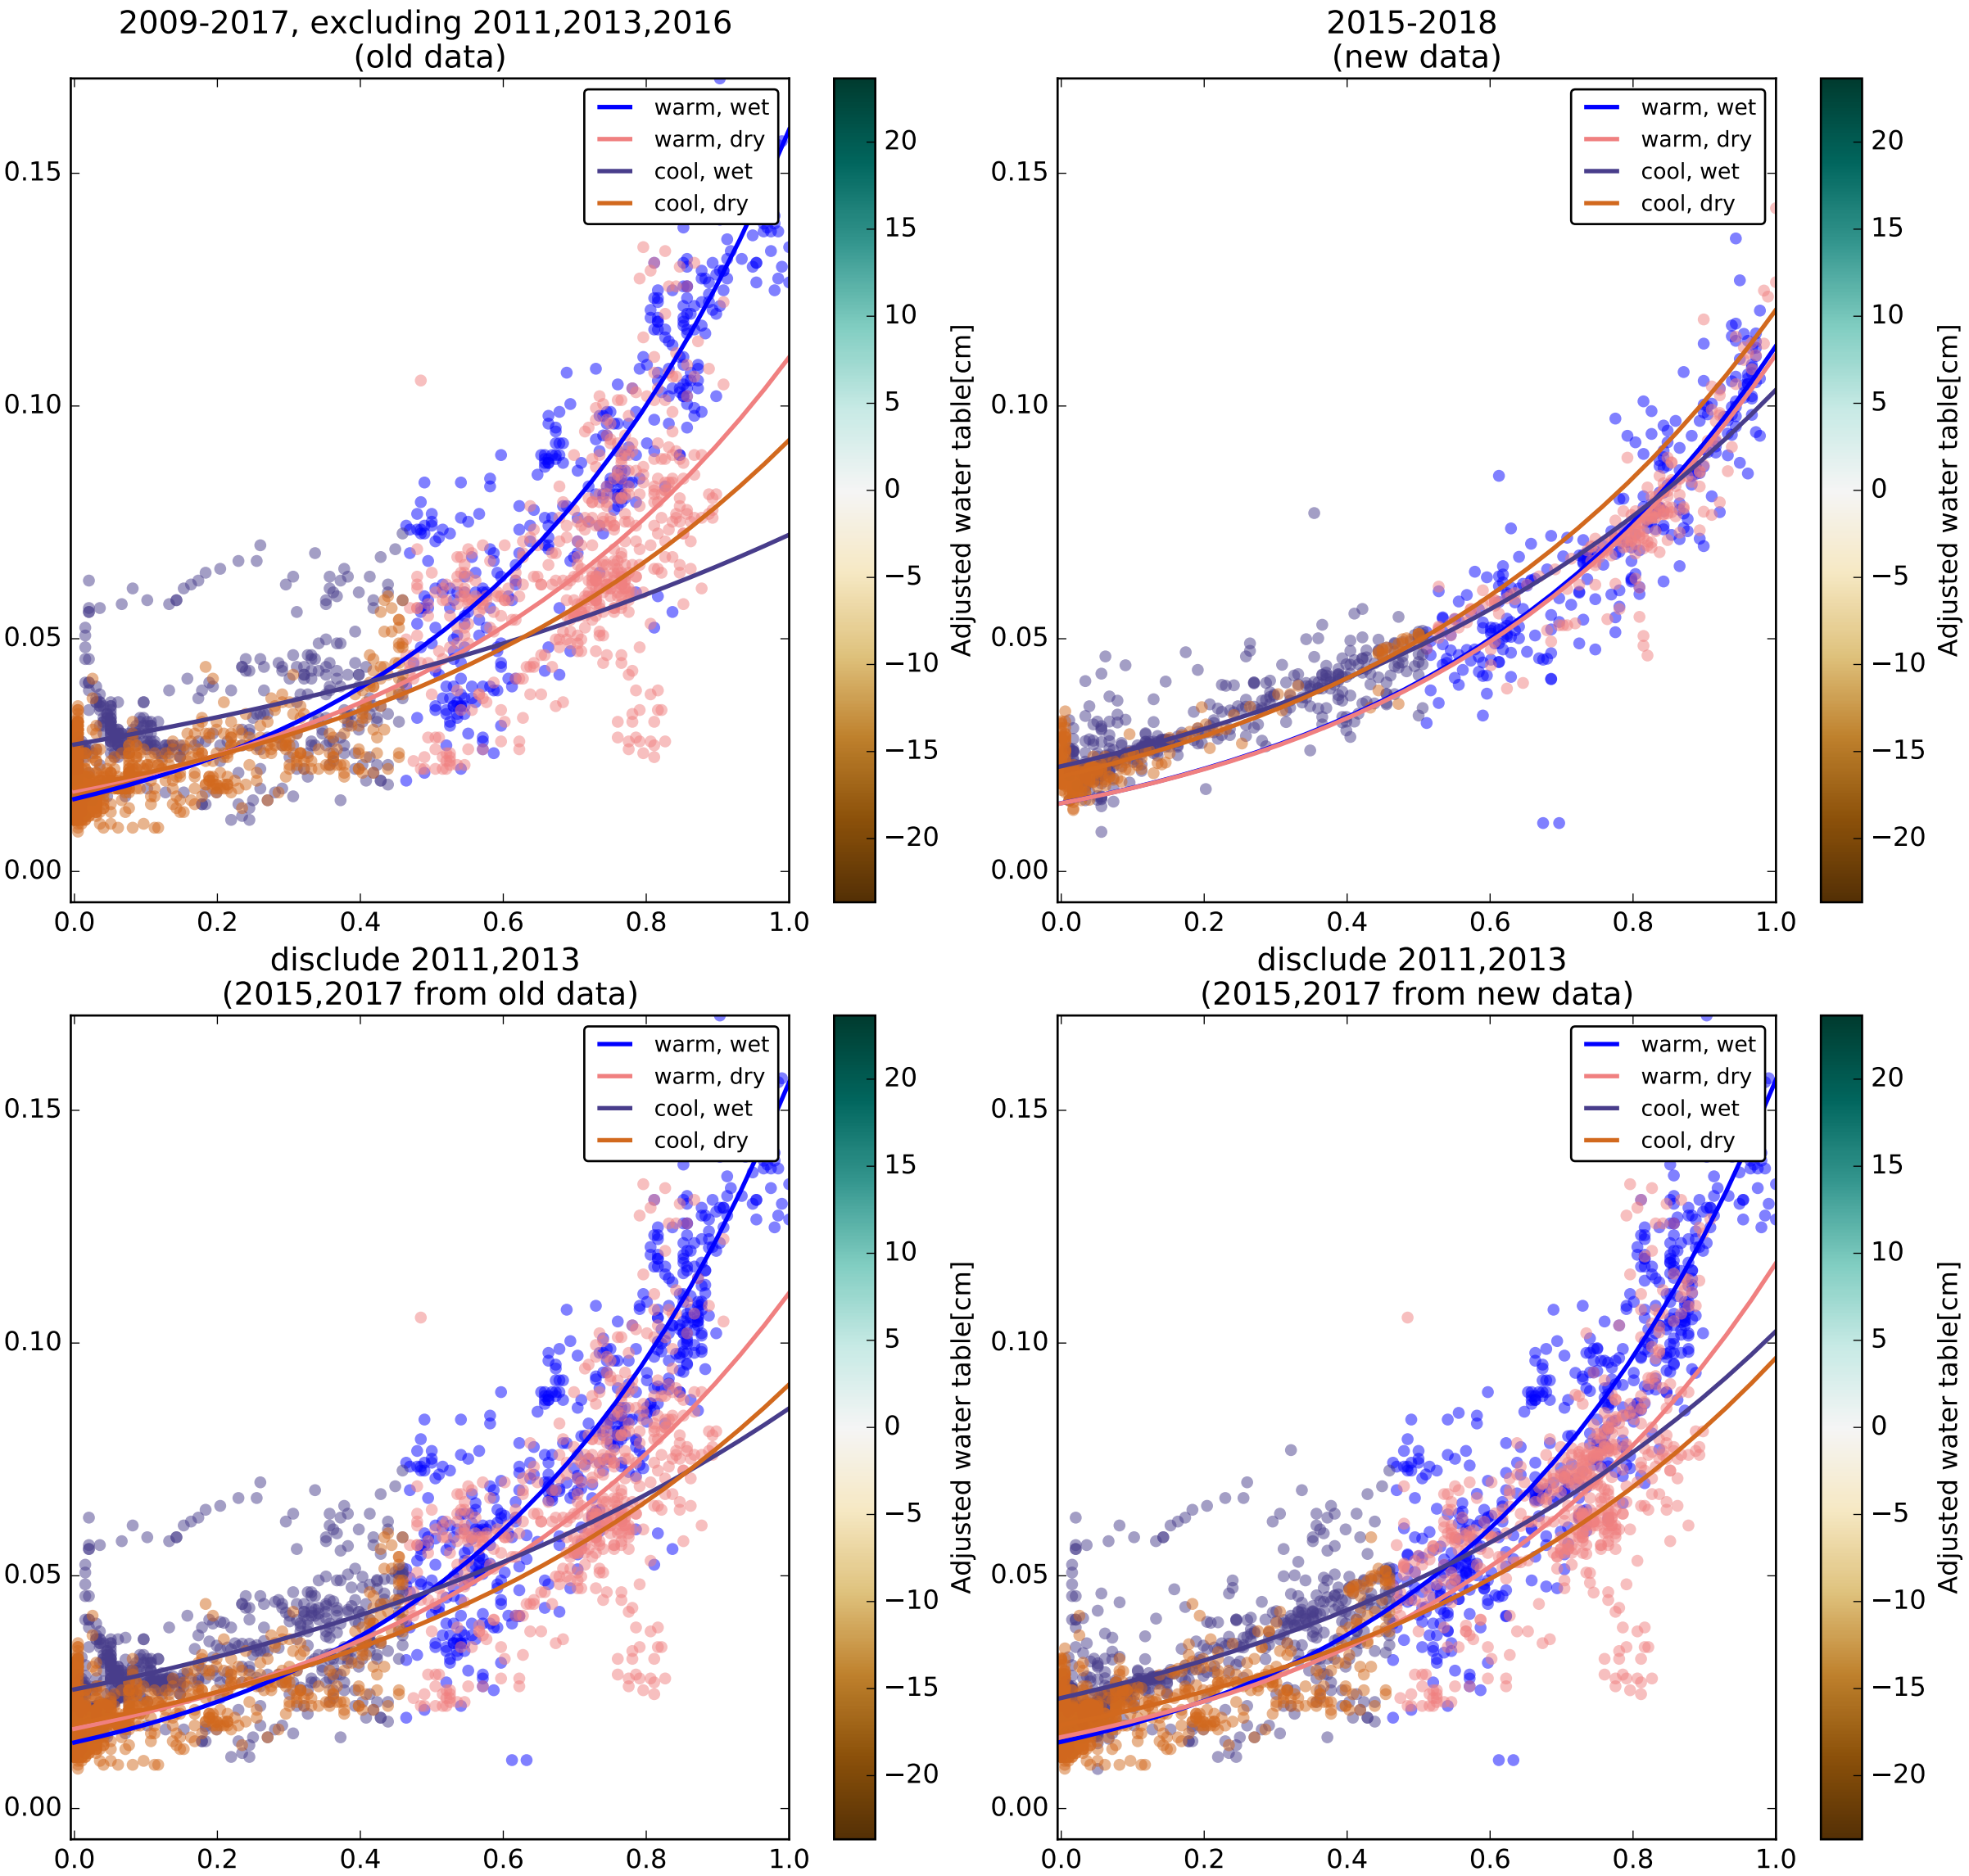 2009-2017, excluding 2011,2013,2016
(old data)
warm, wet
warm, dry
cool, wet
cool, dry
0.15
0.10
0.05
0.00
0.0 0.2 0.4 0.6 0.8 1.0
20
15
10
5
0
−5
−10
−15
−20
Adjusted water table[cm]
2015-2018
(new data)
warm, wet
warm, dry
cool, wet
cool, dry
0.15
0.10
0.05
0.00
0.0 0.2 0.4 0.6 0.8 1.0
20
15
10
5
0
−5
−10
−15
−20
Adjusted water table[cm]
disclude 2011,2013
(2015,2017 from old data)
warm, wet
warm, dry
cool, wet
cool, dry
0.15
0.10
0.05
0.00
0.0 0.2 0.4 0.6 0.8 1.0
20
15
10
5
0
−5
−10
−15
−20
Adjusted water table[cm]
disclude 2011,2013
(2015,2017 from new data)
warm, wet
warm, dry
cool, wet
cool, dry
0.15
0.10
0.05
0.00
0.0 0.2 0.4 0.6 0.8 1.0
20
15
10
5
0
−5
−10
−15
−20
Adjusted water table[cm]